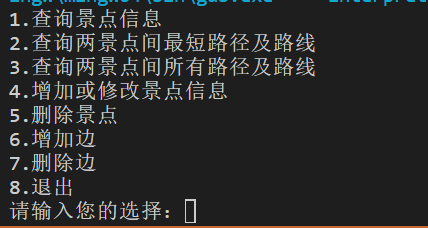 1.查询景点信息
2.查询两景点间最短路径及路线
3.查询两景点间所有路径及路线
4.增加或修改景点信息
5.删除景点
6.增加边
7.删除边
8.退出
请输入您的选择：